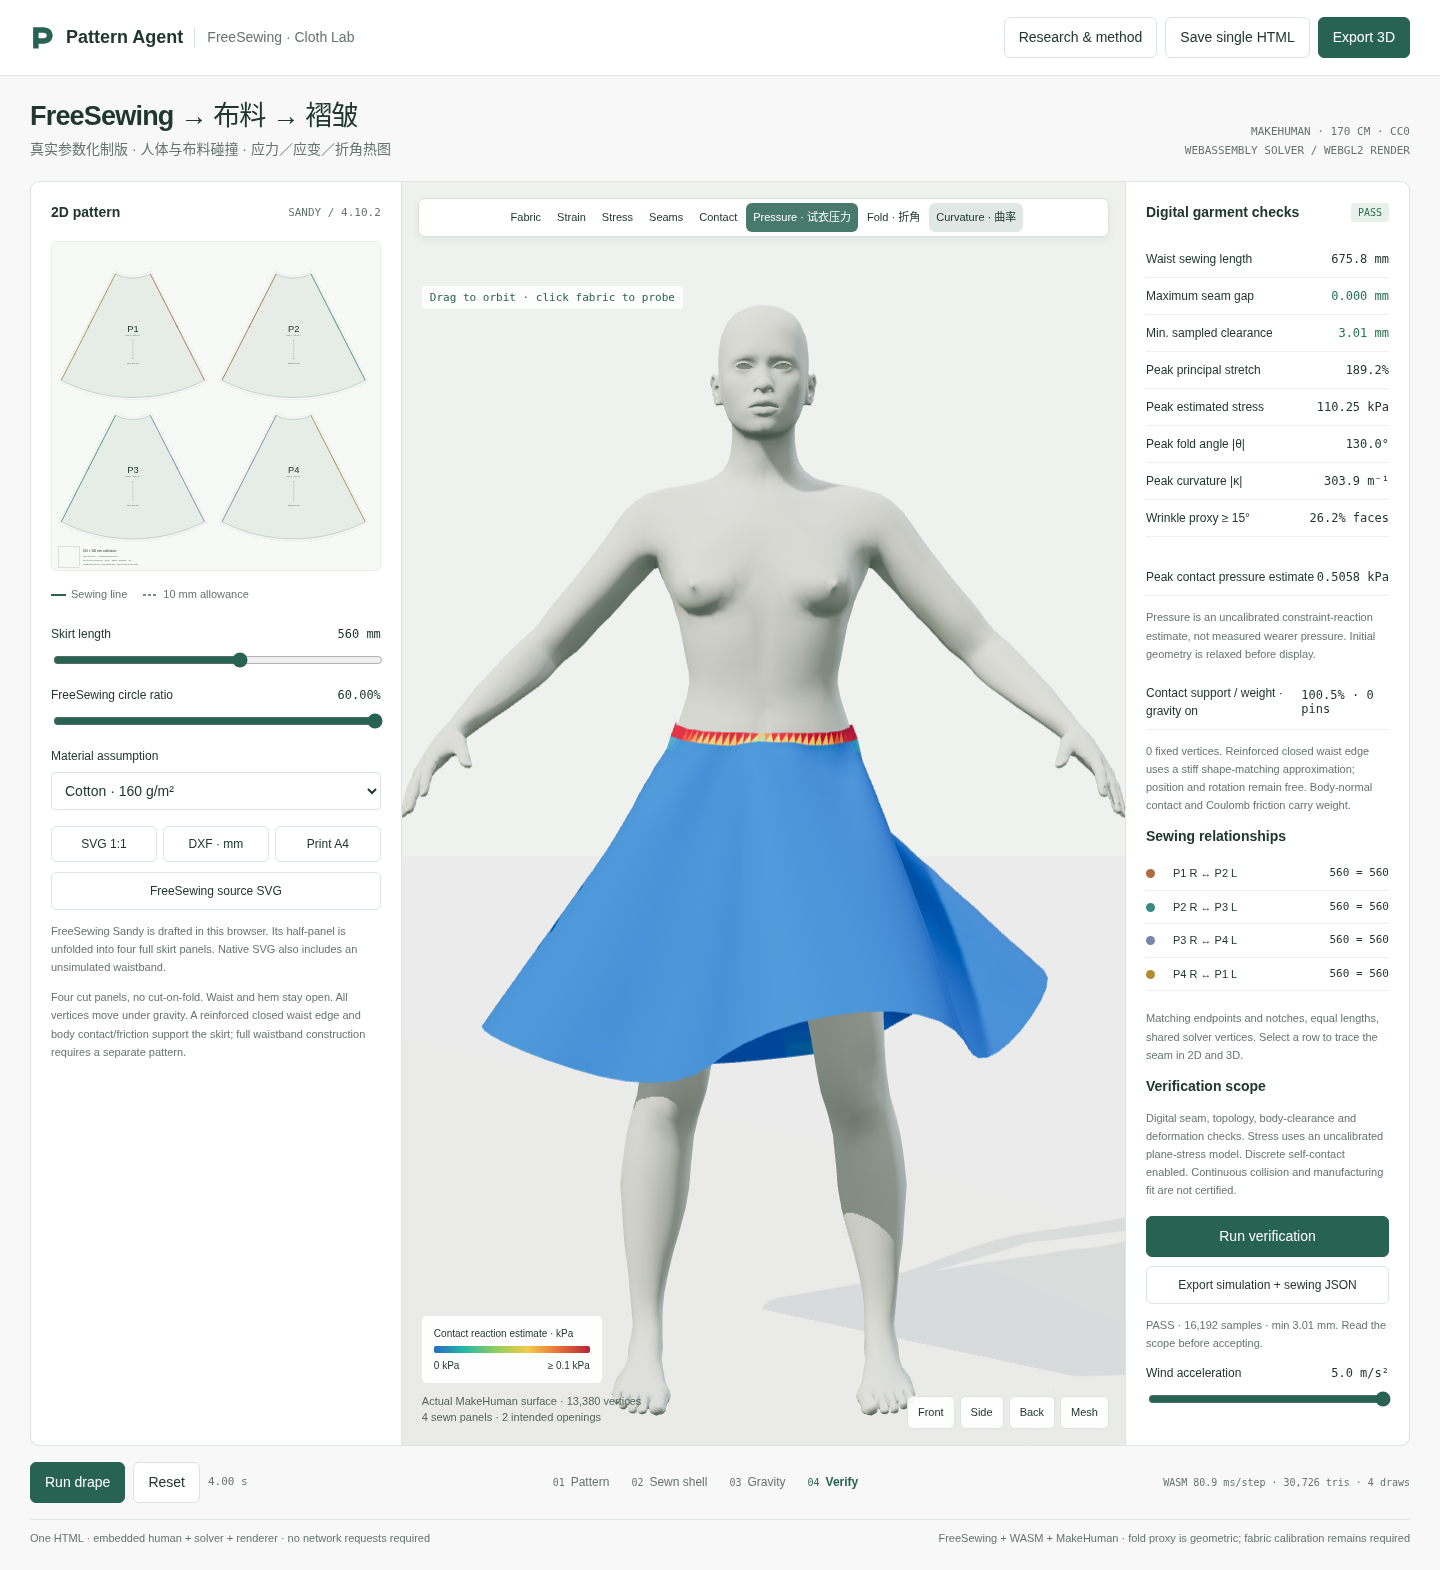 Pattern Agent
FreeSewing · Cloth Lab
Research & method
Save single HTML
Export 3D
FreeSewing → 布料 → 褶皱
真实参数化制版 · 人体与布料碰撞 · 应力／应变／折角热图
MAKEHUMAN · 170 CM · CC0
WEBASSEMBLY SOLVER / WEBGL2 RENDER
2D pattern
SANDY / 4.10.2
P1
P2
P3
P4
Sewing line
10 mm allowance
Skirt length
560 mm
FreeSewing circle ratio
60.00%
Material assumption
Cotton · 160 g/m²
SVG 1:1
DXF · mm
Print A4
FreeSewing source SVG
FreeSewing Sandy is drafted in this browser. Its half-panel is
unfolded into four full skirt panels. Native SVG also includes an
unsimulated waistband.
Four cut panels, no cut-on-fold. Waist and hem stay open. All
vertices move under gravity. A reinforced closed waist edge and
body contact/friction support the skirt; full waistband construction
requires a separate pattern.
Fabric
Strain
Stress
Seams
Contact
Pressure · 试衣压力
Fold · 折角
Curvature · 曲率
Drag to orbit · click fabric to probe
Contact reaction estimate · kPa
0 kPa
≥ 0.1 kPa
Actual MakeHuman surface · 13,380 vertices
4 sewn panels · 2 intended openings
Front
Side
Back
Mesh
Digital garment checks
PASS
Waist sewing length
675.8 mm
Maximum seam gap
0.000 mm
Min. sampled clearance
3.01 mm
Peak principal stretch
189.2%
Peak estimated stress
110.25 kPa
Peak fold angle |θ|
130.0°
Peak curvature |κ|
303.9 m⁻¹
Wrinkle proxy ≥ 15°
26.2% faces
Peak contact pressure estimate
0.5058 kPa
Pressure is an uncalibrated constraint-reaction
estimate, not measured wearer pressure. Initial
geometry is relaxed before display.
Contact support / weight ·
gravity on
100.5% · 0
pins
0 fixed vertices. Reinforced closed waist edge
uses a stiff shape-matching approximation;
position and rotation remain free. Body-normal
contact and Coulomb friction carry weight.
Sewing relationships
P1 R ↔ P2 L
560 = 560
P2 R ↔ P3 L
560 = 560
P3 R ↔ P4 L
560 = 560
P4 R ↔ P1 L
560 = 560
Matching endpoints and notches, equal lengths,
shared solver vertices. Select a row to trace the
seam in 2D and 3D.
Verification scope
Digital seam, topology, body-clearance and
deformation checks. Stress uses an uncalibrated
plane-stress model. Discrete self-contact
enabled. Continuous collision and manufacturing
fit are not certified.
Run verification
Export simulation + sewing JSON
PASS · 16,192 samples · min 3.01 mm. Read the
scope before accepting.
Wind acceleration
5.0 m/s²
Run drape
Reset
4.00 s
01 Pattern
02 Sewn shell
03 Gravity
04 Verify
WASM 80.9 ms/step · 30,726 tris · 4 draws
One HTML · embedded human + solver + renderer · no network requests required
FreeSewing + WASM + MakeHuman · fold proxy is geometric; fabric calibration remains required